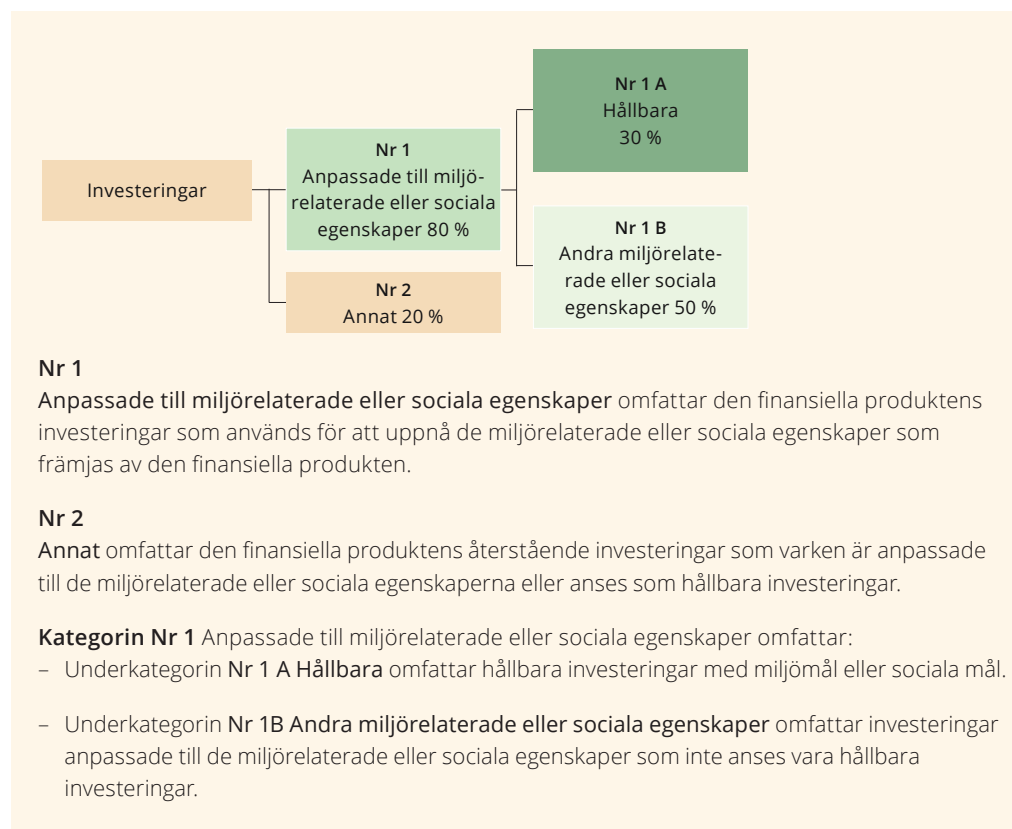 Investeringar
Nr 1
Anpassade till miljö-
relaterade eller sociala
egenskaper 80 %
Nr 2
Annat 20 %
Nr 1 A
Hållbara
30 %
Nr 1 B
Andra miljörelate-
rade eller sociala
egenskaper 50 %
Nr 1
Anpassade till miljörelaterade eller sociala egenskaper omfattar den finansiella produktens
investeringar som används för att uppnå de miljörelaterade eller sociala egenskaper som
främjas av den finansiella produkten.
Nr 2
Annat omfattar den finansiella produktens återstående investeringar som varken är anpassade
till de miljörelaterade eller sociala egenskaperna eller anses som hållbara investeringar.
Kategorin Nr 1 Anpassade till miljörelaterade eller sociala egenskaper omfattar:
– Underkategorin Nr 1 A Hållbara omfattar hållbara investeringar med miljömål eller sociala mål.
– Underkategorin Nr 1B Andra miljörelaterade eller sociala egenskaper omfattar investeringar
anpassade till de miljörelaterade eller sociala egenskaper som inte anses vara hållbara
investeringar.